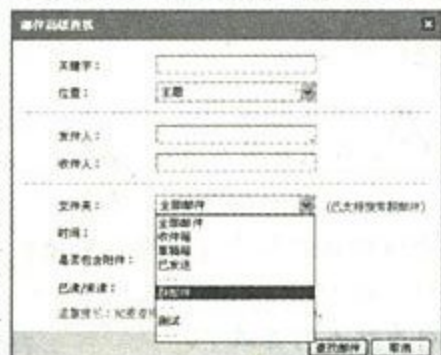 邮件高级查找
关键字：
位置： 主题
发件人：
收件人：
文件夹： 全部邮件 (已支持搜索群邮件)
时间： 全部邮件
收件箱
草稿箱
是否包含附件： 已发送
已读/未读：
测试
查找邮件 取消